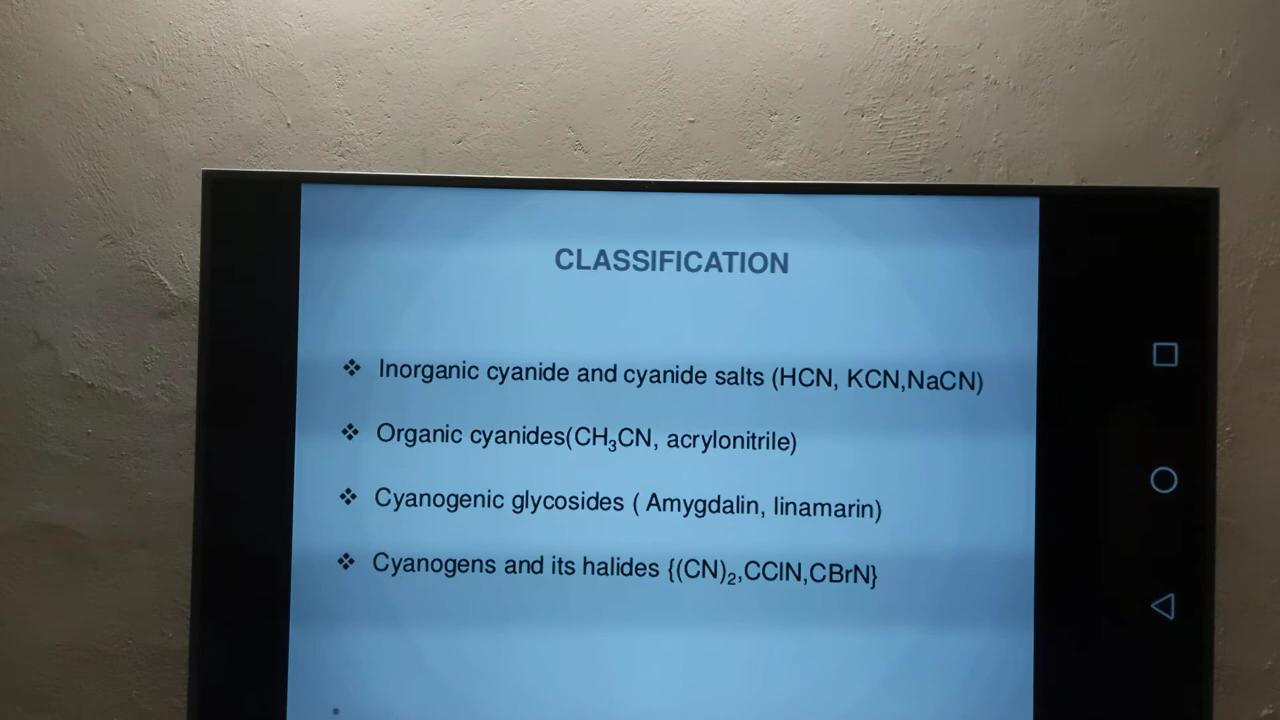 CLASSIFICATION
❖ Inorganic cyanide and cyanide salts (HCN, KCN,NaCN)
❖ Organic cyanides(CH₃CN, acrylonitrile)
❖ Cyanogenic glycosides ( Amygdalin, linamarin)
❖ Cyanogens and its halides {(CN)₂,CClN,CBrN}